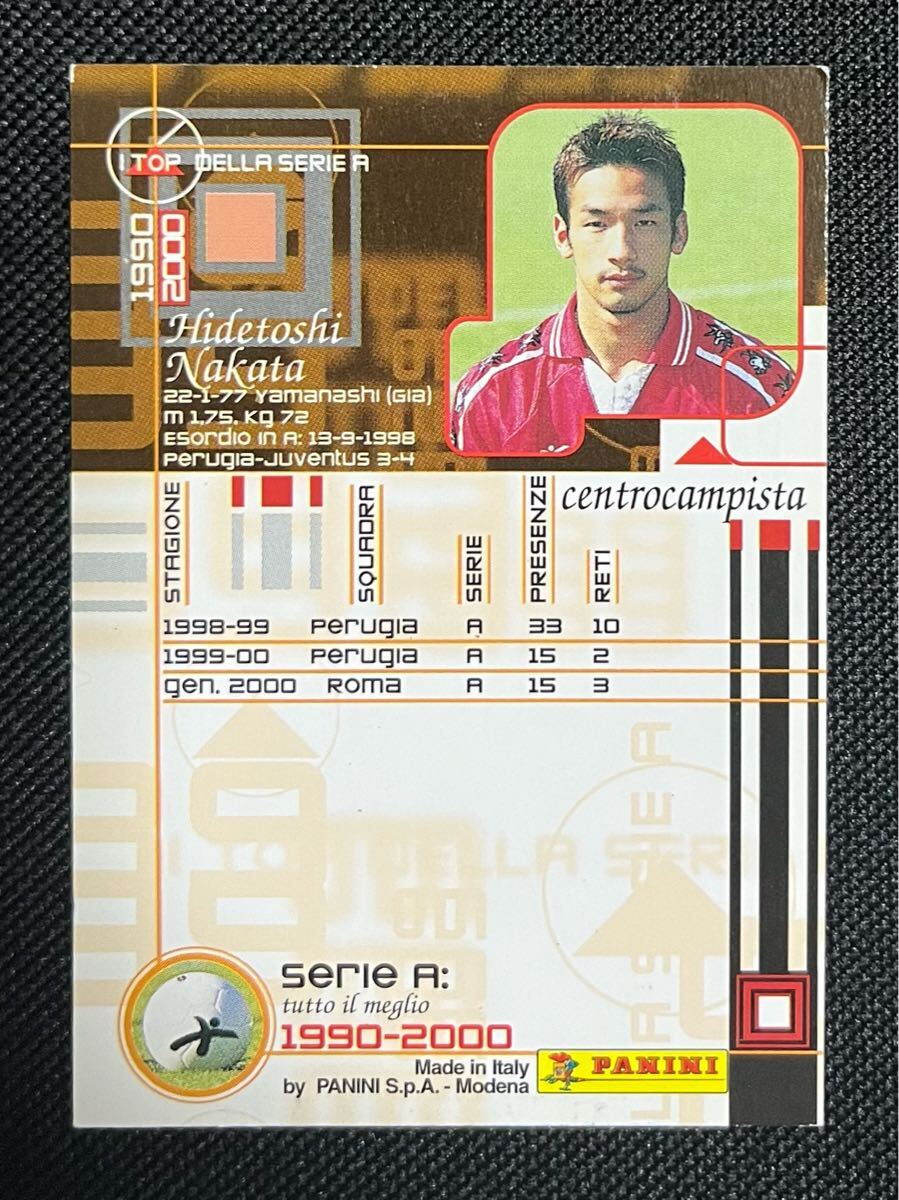 I TOP DELLA SERIE A
1990
2000
Hidetoshi
Nakata
22-1-77 Yamanashi (Gia)
m 1,75, kg 72
Esordio in A: 13-9-1998
Perugia-Juventus 3-4
centrocampista
STAGIONE SQUADRA SERIE PRESENZE RETI
1998-99 Perugia A 33 10
1999-00 Perugia A 15 2
gen. 2000 Roma A 15 3
I TOP DELLA SERIE A
serie A:
tutto il meglio
1990-2000
Made in Italy
by PANINI S.p.A. - Modena
PANINI